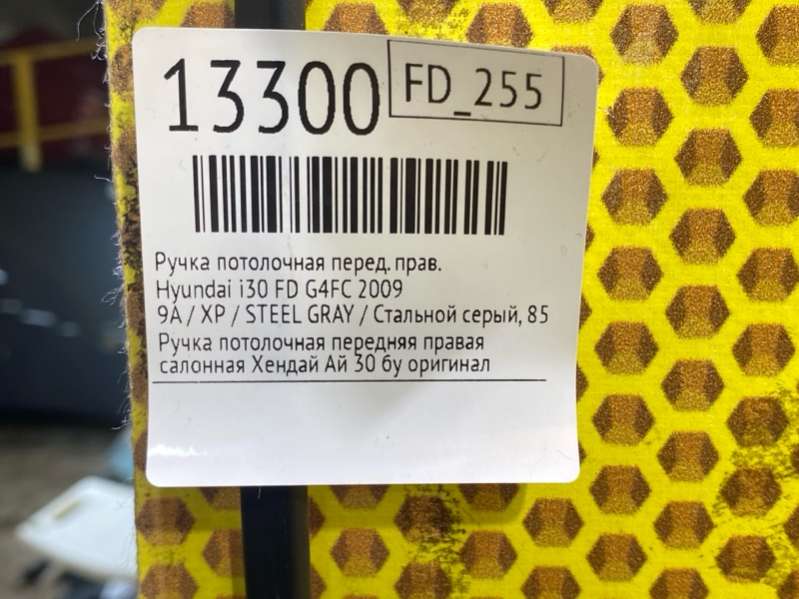 13300
FD_255
Ручка потолочная перед. прав.
Hyundai i30 FD G4FC 2009
9A / XP / STEEL GRAY / Стальной серый, 85
Ручка потолочная передняя правая
салонная Хендай Ай 30 бу оригинал